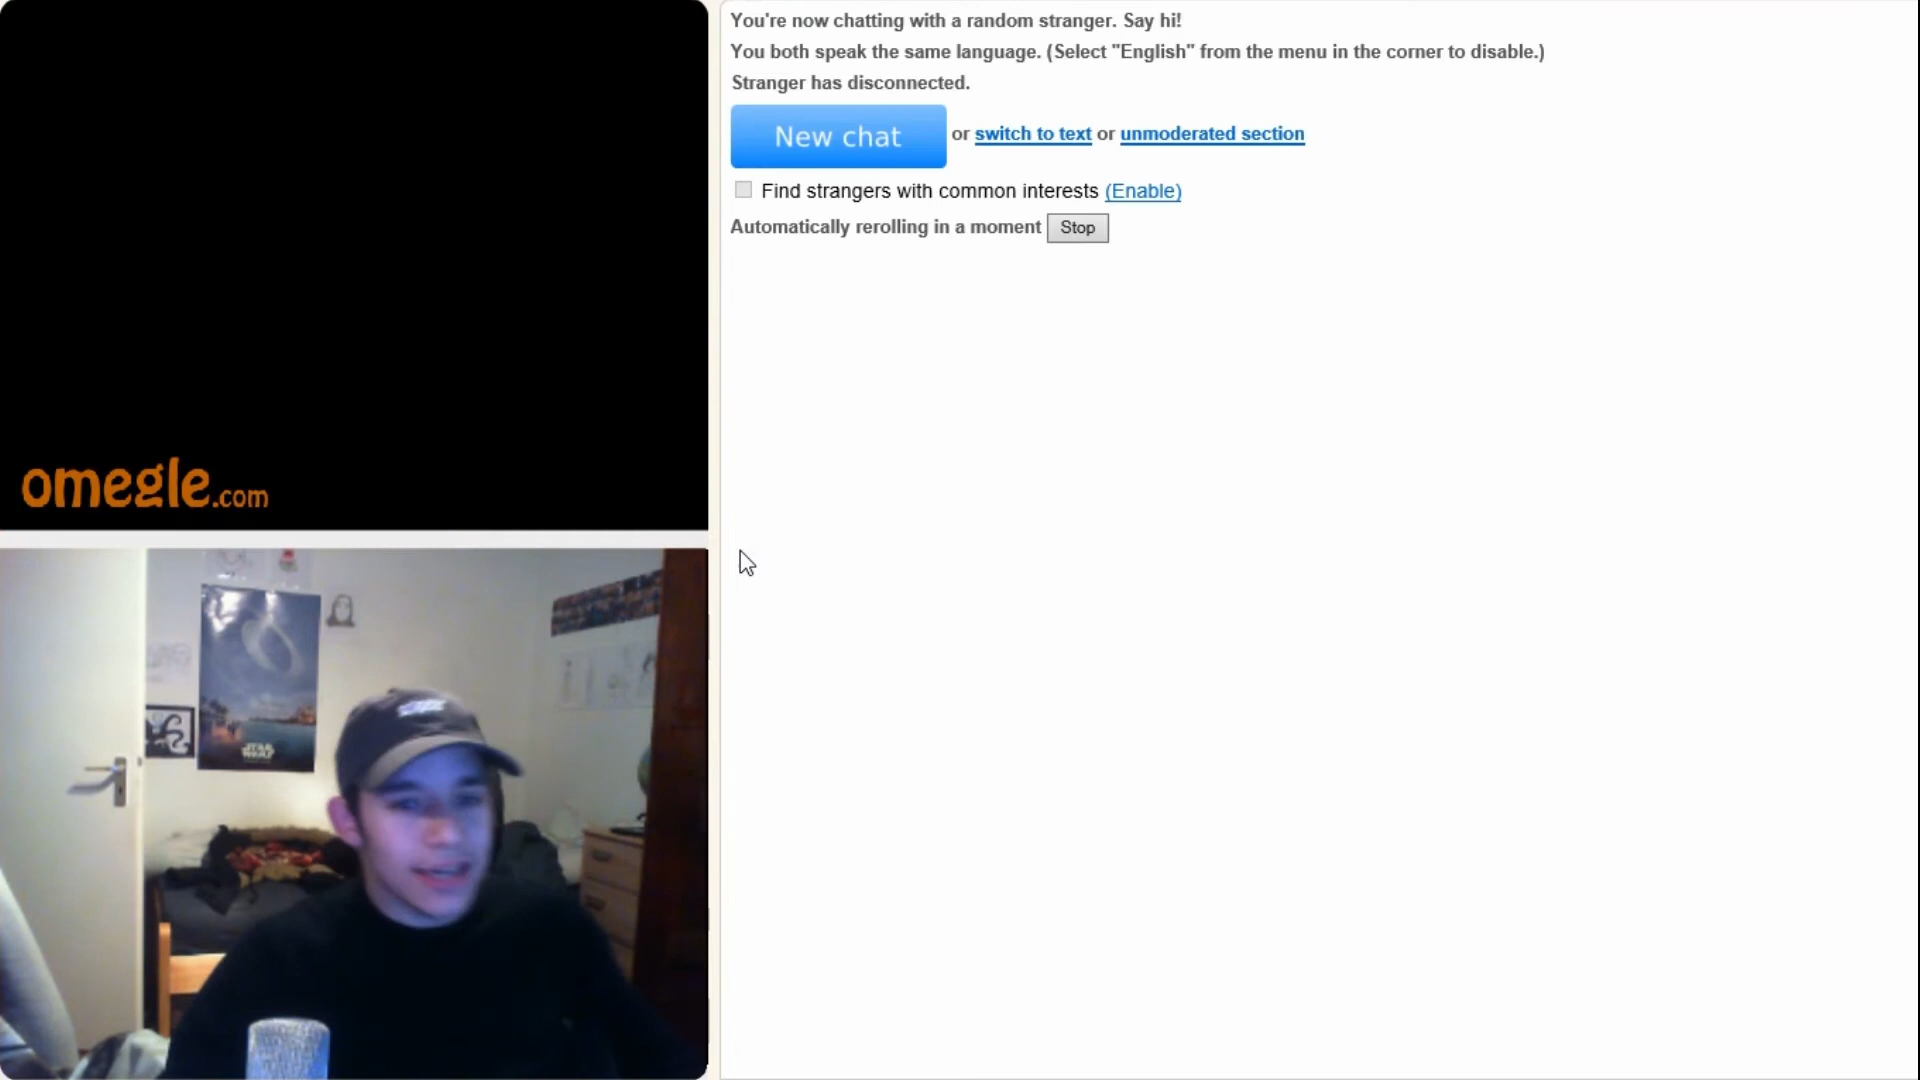 You're now chatting with a random stranger. Say hi!
You both speak the same language. (Select "English" from the menu in the corner to disable.)
Stranger has disconnected.
New chat or switch to text or unmoderated section
Find strangers with common interests (Enable)
Automatically rerolling in a moment Stop
omegle.com
STAR WARS